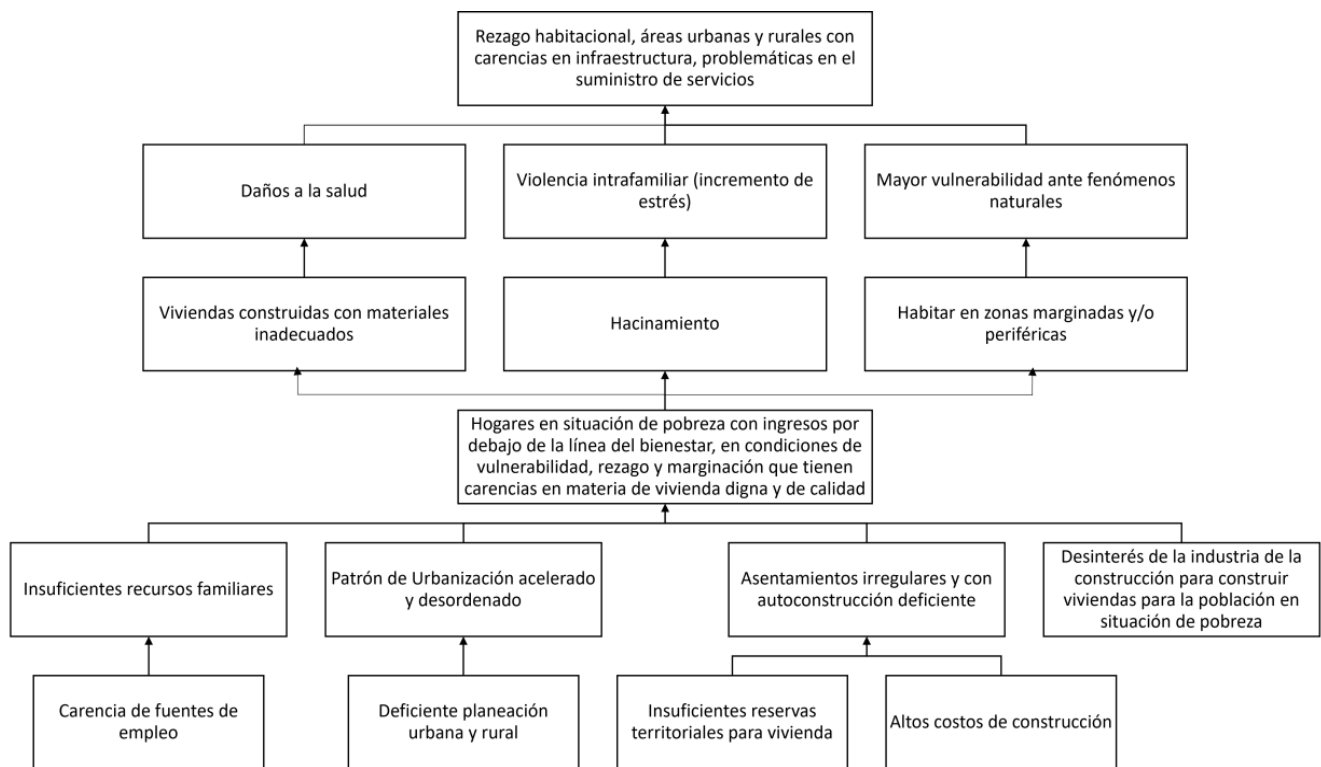 Rezago habitacional, áreas urbanas y rurales con
carencias en infraestructura, problemáticas en el
suministro de servicios
Daños a la salud
Violencia intrafamiliar (incremento de
estrés)
Mayor vulnerabilidad ante fenómenos
naturales
Viviendas construidas con materiales
inadecuados
Hacinamiento
Habitar en zonas marginadas y/o
periféricas
Hogares en situación de pobreza con ingresos por
debajo de la línea del bienestar, en condiciones de
vulnerabilidad, rezago y marginación que tienen
carencias en materia de vivienda digna y de calidad
Insuficientes recursos familiares
Patrón de Urbanización acelerado
y desordenado
Asentamientos irregulares y con
autoconstrucción deficiente
Desinterés de la industria de la
construcción para construir
viviendas para la población en
situación de pobreza
Carencia de fuentes de
empleo
Deficiente planeación
urbana y rural
Insuficientes reservas
territoriales para vivienda
Altos costos de construcción